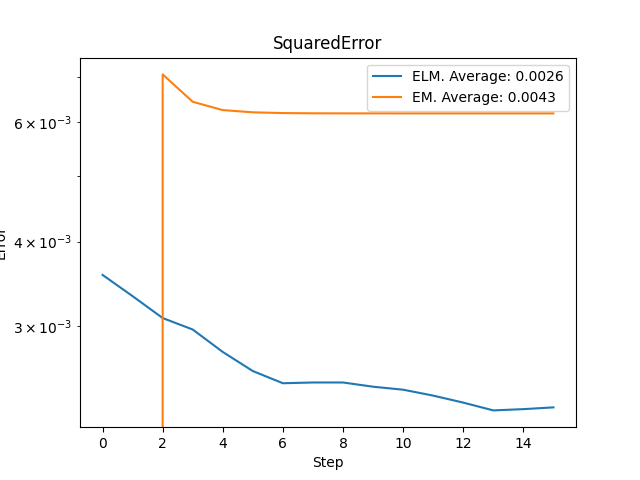 SquaredError
ELM. Average: 0.0026
EM. Average: 0.0043
6 × 10⁻³
4 × 10⁻³
3 × 10⁻³
Error
0 2 4 6 8 10 12 14
Step